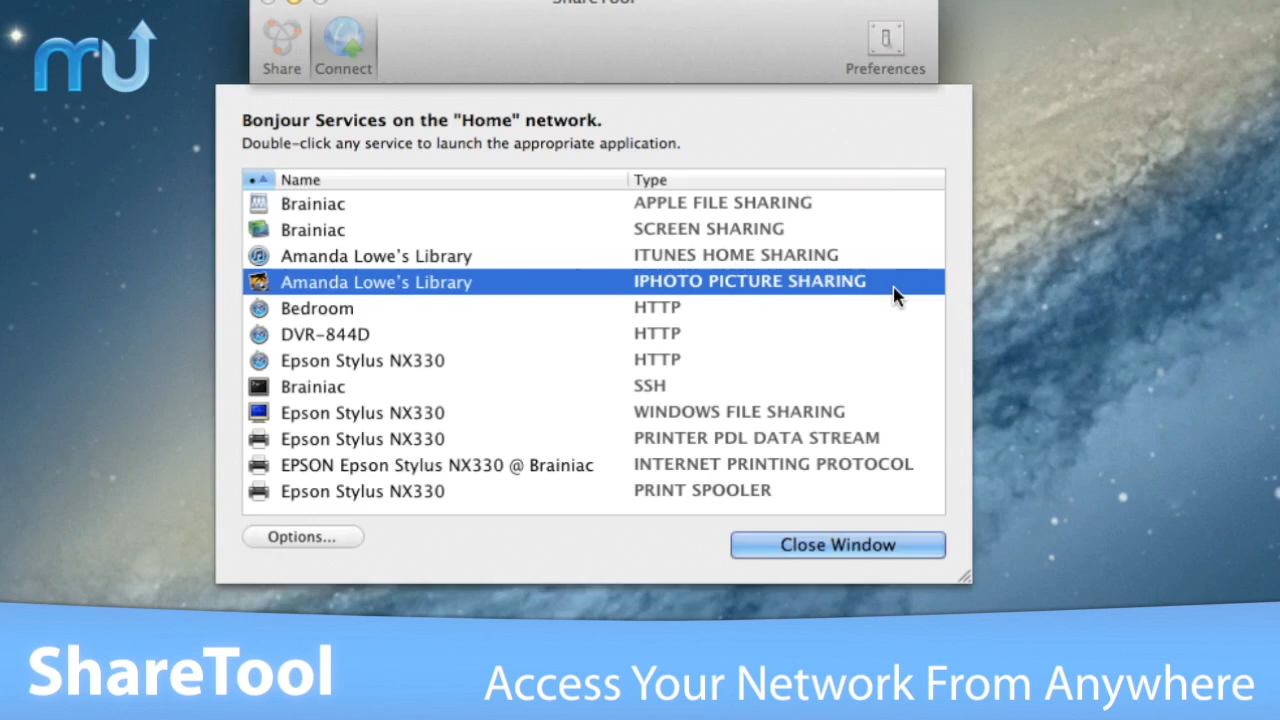 ShareTool
mu
Share Connect Preferences
Bonjour Services on the "Home" network.
Double-click any service to launch the appropriate application.
Name Type
Brainiac APPLE FILE SHARING
Brainiac SCREEN SHARING
Amanda Lowe's Library ITUNES HOME SHARING
Amanda Lowe's Library IPHOTO PICTURE SHARING
Bedroom HTTP
DVR-844D HTTP
Epson Stylus NX330 HTTP
Brainiac SSH
Epson Stylus NX330 WINDOWS FILE SHARING
Epson Stylus NX330 PRINTER PDL DATA STREAM
EPSON Epson Stylus NX330 @ Brainiac INTERNET PRINTING PROTOCOL
Epson Stylus NX330 PRINT SPOOLER
Options...
Close Window
ShareTool
Access Your Network From Anywhere